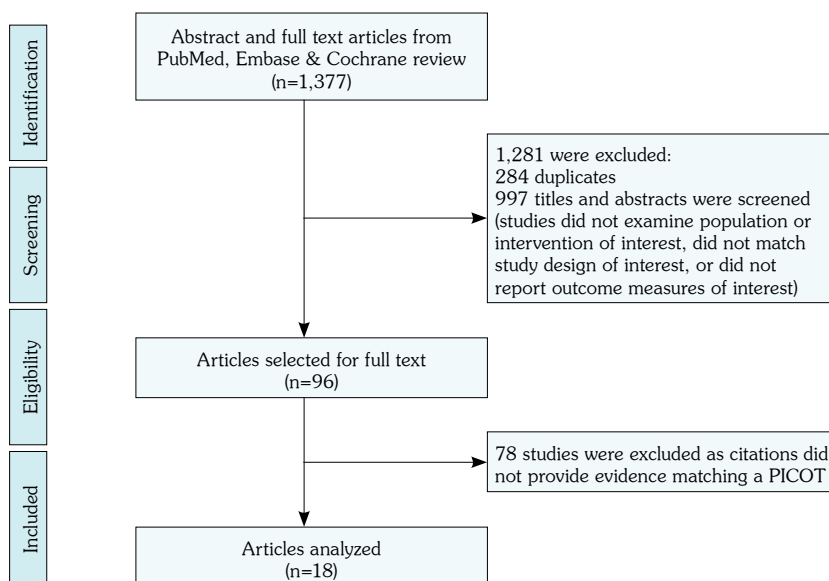 Identification
Abstract and full text articles from
PubMed, Embase & Cochrane review
(n=1,377)
Screening
1,281 were excluded:
284 duplicates
997 titles and abstracts were screened
(studies did not examine population or
intervention of interest, did not match
study design of interest, or did not
report outcome measures of interest)
Eligibility
Articles selected for full text
(n=96)
78 studies were excluded as citations did
not provide evidence matching a PICOT
Included
Articles analyzed
(n=18)